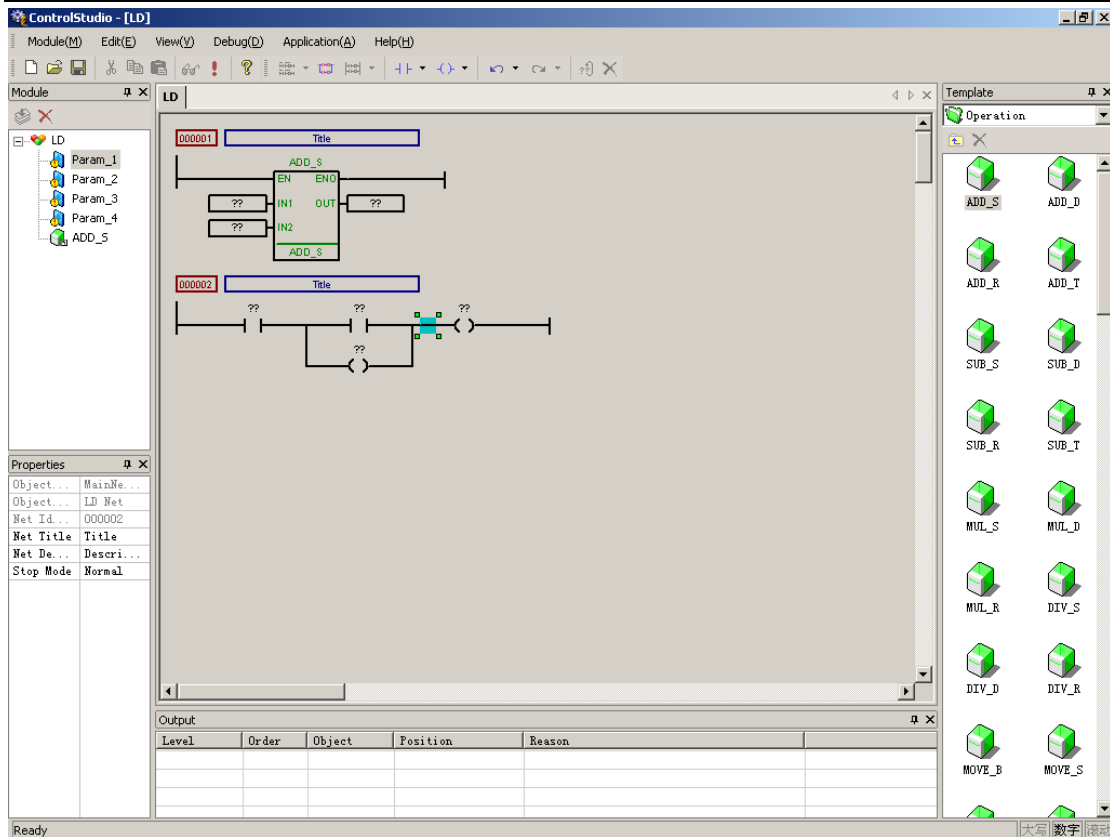 ControlStudio - [LD]
Module(M) Edit(E) View(V) Debug(D) Application(A) Help(H)
Module
LD
Param_1
Param_2
Param_3
Param_4
ADD_S
Properties
Object... MainNe...
Object... LD Net
Net Id... 000002
Net Title Title
Net De... Descri...
Stop Mode Normal
LD
000001 Title
ADD_S
EN ENO
?? IN1 OUT ??
?? IN2
ADD_S
000002 Title
?? ?? ??
??
Output
Level Order Object Position Reason
Template
Operation
ADD_S ADD_D
ADD_R ADD_T
SUB_S SUB_D
SUB_R SUB_T
MUL_S MUL_D
MUL_R DIV_S
DIV_D DIV_R
MOVE_B MOVE_S
Ready
大写 数字 滚动